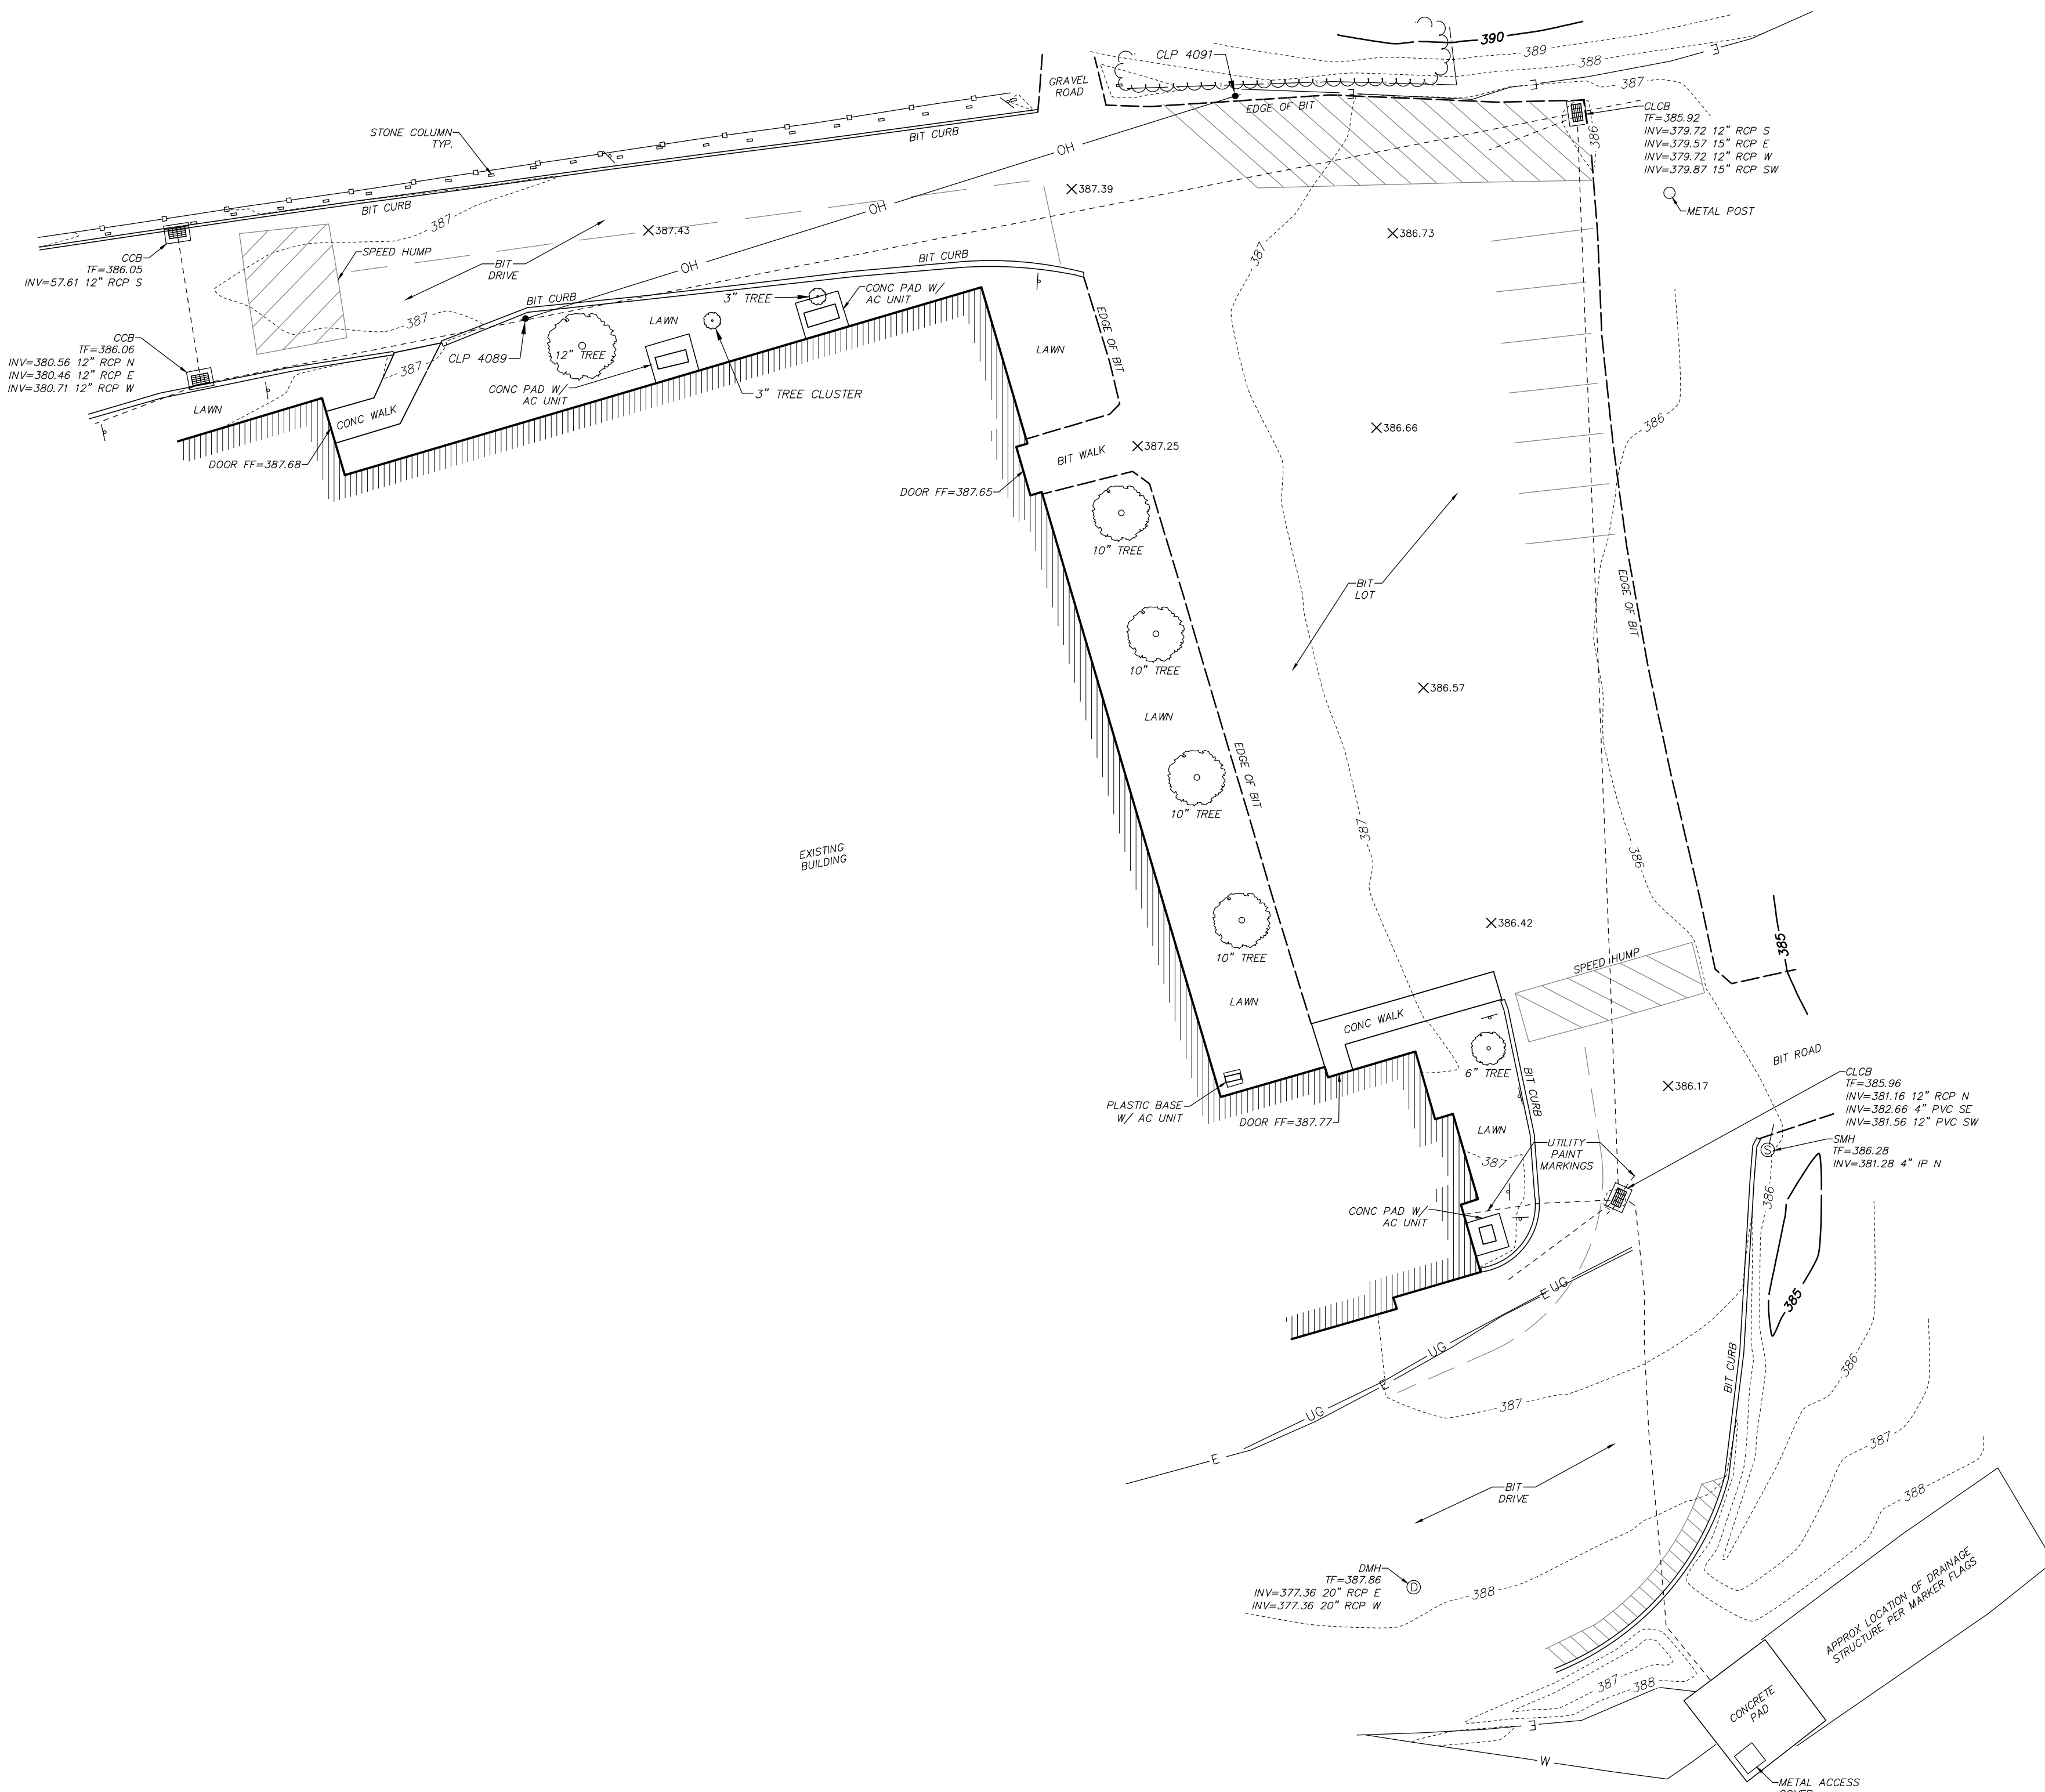 390
389
388
387
CLP 4091
GRAVEL
ROAD
EDGE OF BIT
386
CLCB
TF=385.92
INV=379.72 12" RCP S
INV=379.57 15" RCP E
INV=379.72 12" RCP W
INV=379.87 15" RCP SW
METAL POST
STONE COLUMN
TYP.
BIT CURB
OH
387.39
BIT CURB
OH
387
387.43
386.73
SPEED HUMP
CCB
TF=386.05
INV=57.61 12" RCP S
BIT
DRIVE
OH
BIT CURB
387
3" TREE
CONC PAD W/
AC UNIT
BIT CURB
LAWN
387
CCB
TF=386.06
INV=380.56 12" RCP N
INV=380.46 12" RCP E
INV=380.71 12" RCP W
387
CLP 4089
12" TREE
CONC PAD W/
AC UNIT
3" TREE CLUSTER
EDGE OF BIT
LAWN
LAWN
CONC WALK
DOOR FF=387.68
BIT WALK
387.25
386.66
386
DOOR FF=387.65
10" TREE
BIT
LOT
EDGE OF BIT
10" TREE
386.57
LAWN
EDGE OF BIT
10" TREE
387
386
EXISTING
BUILDING
386.42
10" TREE
SPEED HUMP
385
LAWN
CONC WALK
BIT ROAD
6" TREE
386.17
BIT CURB
PLASTIC BASE
W/ AC UNIT
DOOR FF=387.77
CLCB
TF=385.96
INV=381.16 12" RCP N
INV=382.66 4" PVC SE
INV=381.56 12" PVC SW
LAWN
UTILITY
PAINT
MARKINGS
387
S
SMH
TF=386.28
INV=381.28 4" IP N
386
CONC PAD W/
AC UNIT
E
UG
385
UG
E
BIT CURB
386
387
UG
E
387
BIT
DRIVE
388
DMH
TF=387.86
INV=377.36 20" RCP E
INV=377.36 20" RCP W
D
388
APPROX LOCATION OF DRAINAGE
STRUCTURE PER MARKER FLAGS
387
388
CONCRETE
PAD
E
W
METAL ACCESS
E
E
E